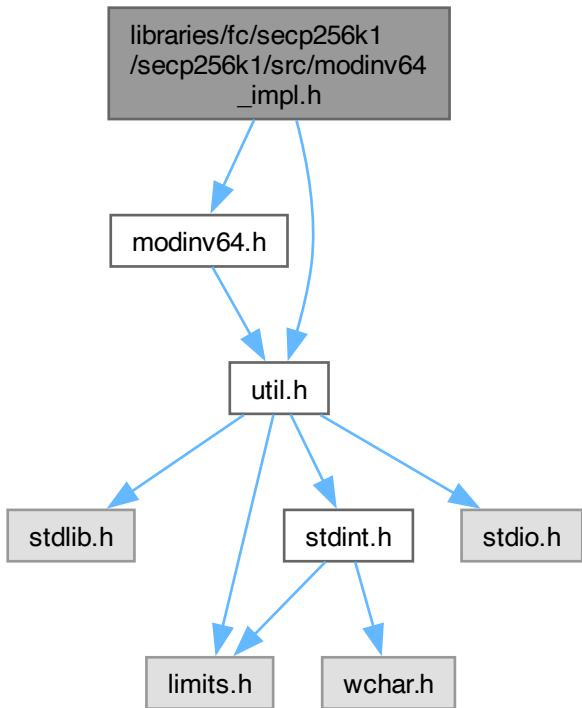 libraries/fc/secp256k1
/secp256k1/src/modinv64
_impl.h
modinv64.h
util.h
stdlib.h
stdint.h
stdio.h
limits.h
wchar.h